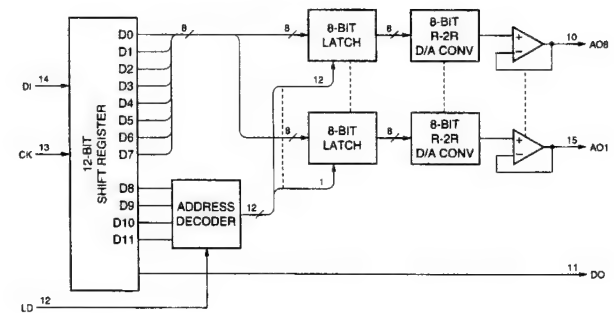 D0
D1
D2
D3
D4
D5
D6
D7
D8
D9
D10
D11
DI 14
CK 13
LD 12
12-BIT
SHIFT REGISTER
ADDRESS
DECODER
8
8
8-BIT
LATCH
8
8-BIT
R-2R
D/A CONV
+
−
10 AO8
12
8
8-BIT
LATCH
8
8-BIT
R-2R
D/A CONV
+
−
15 AO1
12
1
11 DO